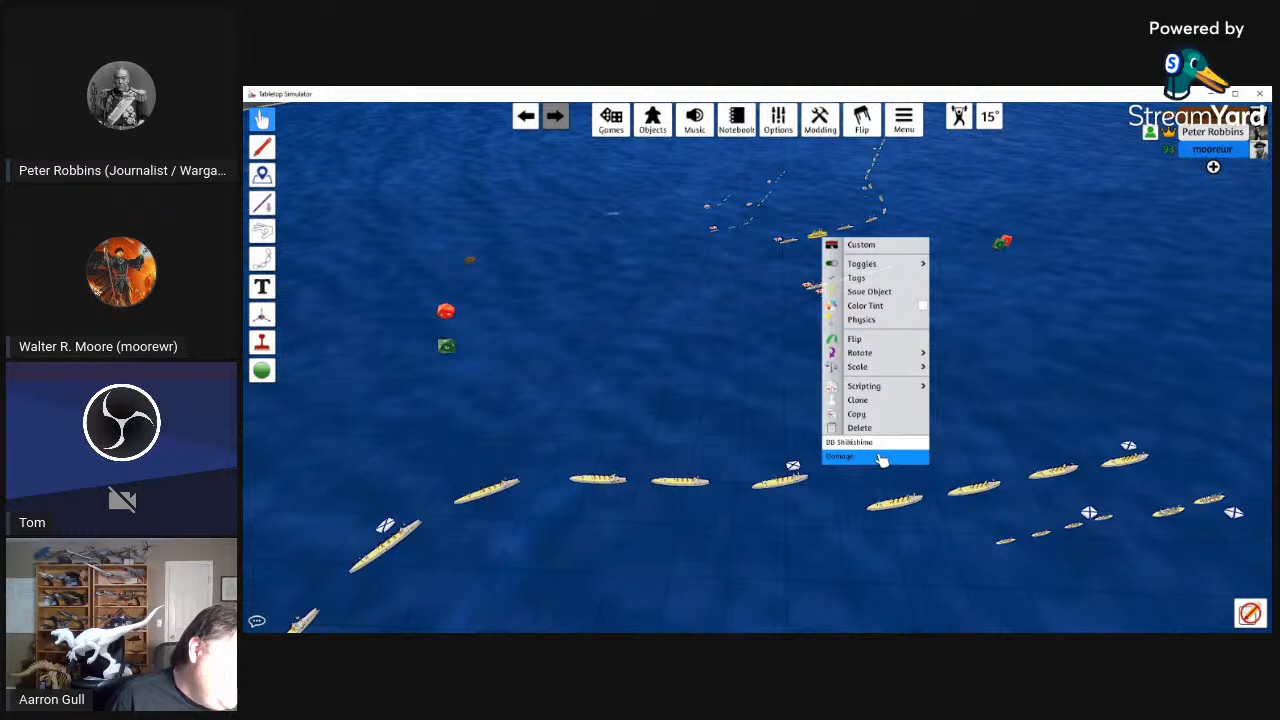 Powered by
StreamYard
Tabletop Simulator
Games
Objects
Music
Notebook
Options
Modding
Flip
Menu
15°
Peter Robbins
93
moorewr
Peter Robbins (Journalist / Warga...
Walter R. Moore (moorewr)
Tom
Aarron Gull
T
S
Custom
Toggles
Tags
Save Object
Color Tint
Physics
Flip
Rotate
Scale
Scripting
Clone
Copy
Delete
BB Shikishima
Damage: